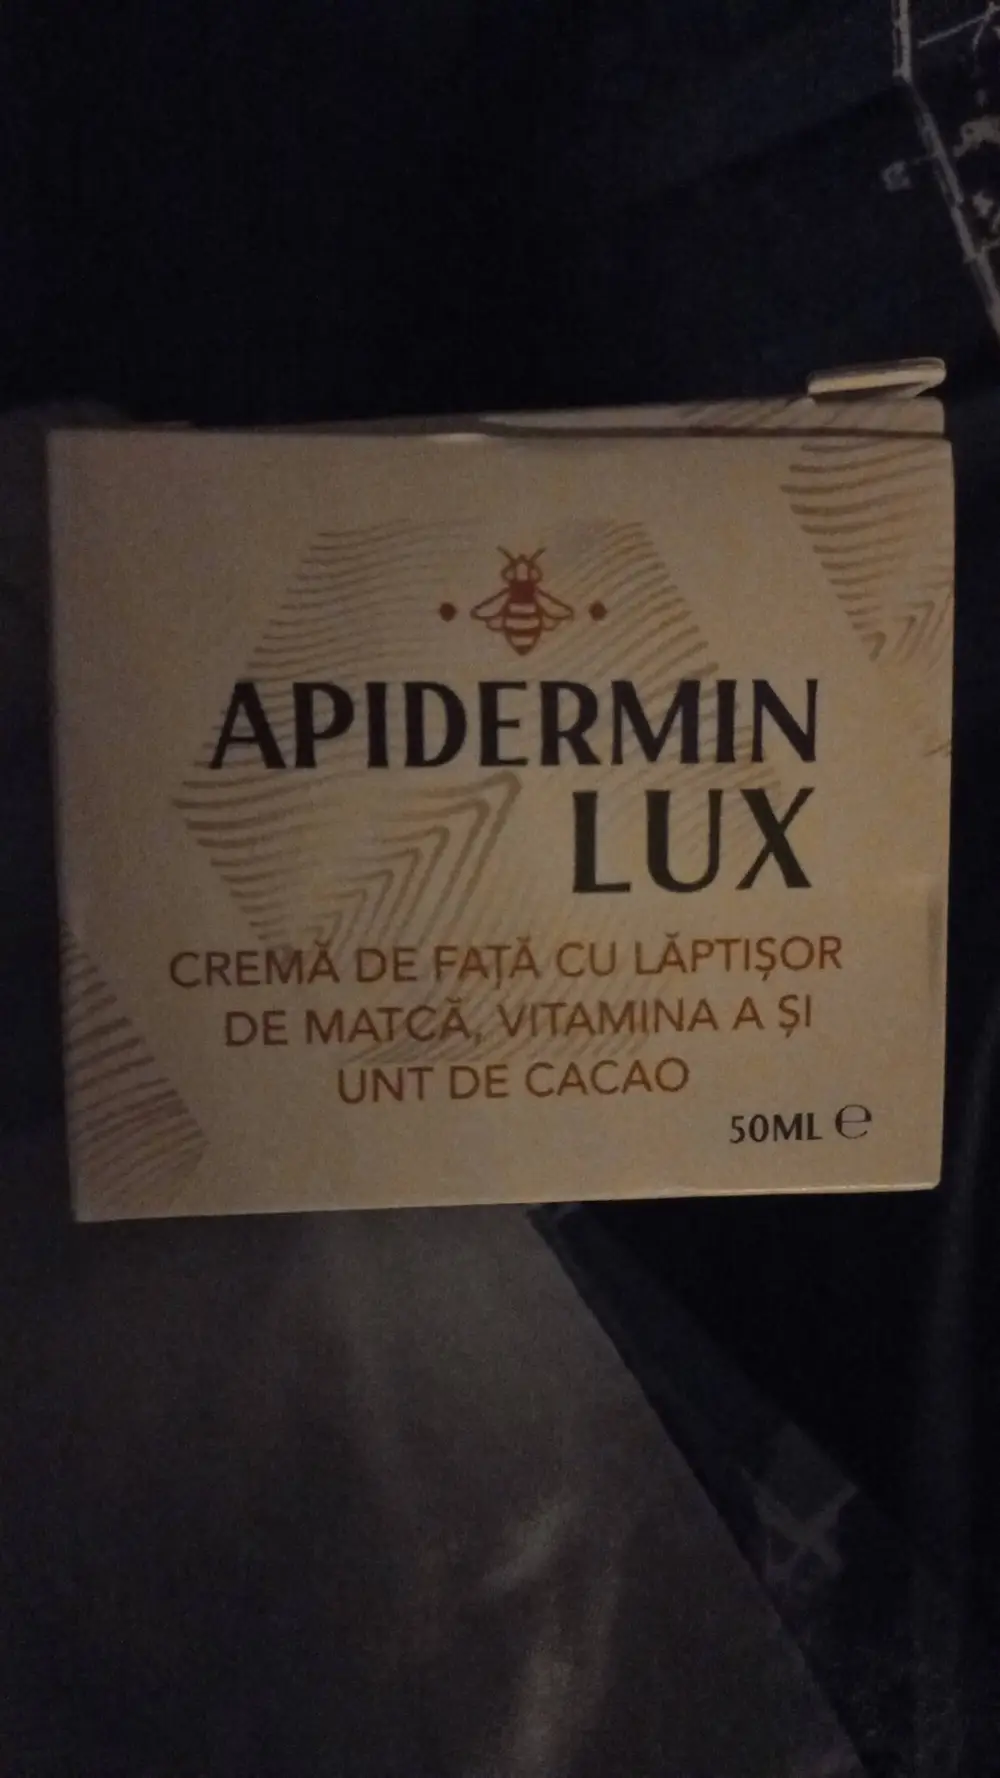 APIDERMIN
LUX
CREMĂ DE FAȚĂ CU LĂPTIȘOR
DE MATCĂ, VITAMINA A ȘI
UNT DE CACAO
50ML ℮